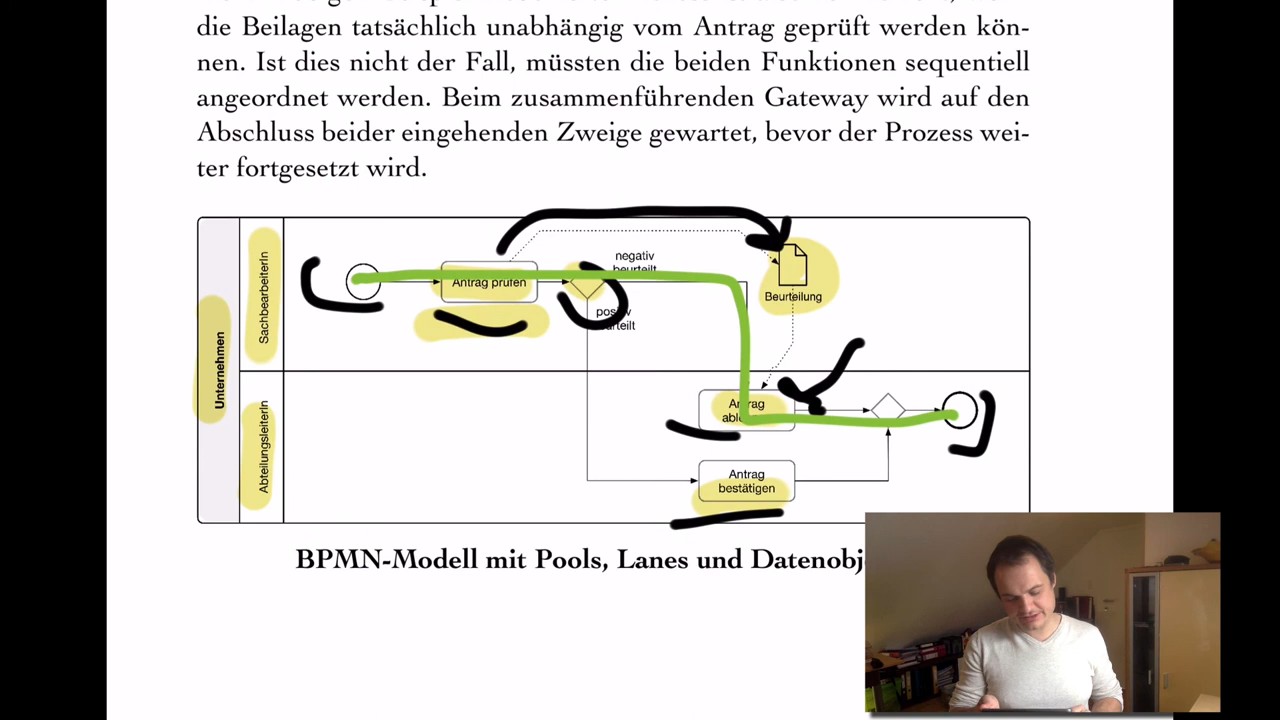 die Beilagen tatsächlich unabhängig vom Antrag geprüft werden kön-
nen. Ist dies nicht der Fall, müssten die beiden Funktionen sequentiell
angeordnet werden. Beim zusammenführenden Gateway wird auf den
Abschluss beider eingehenden Zweige gewartet, bevor der Prozess wei-
ter fortgesetzt wird.
Unternehmen
SachbearbeiterIn
AbteilungsleiterIn
Antrag prüfen
negativ
beurteilt
Beurteilung
Antrag
Antrag
bestätigen
BPMN-Modell mit Pools, Lanes und